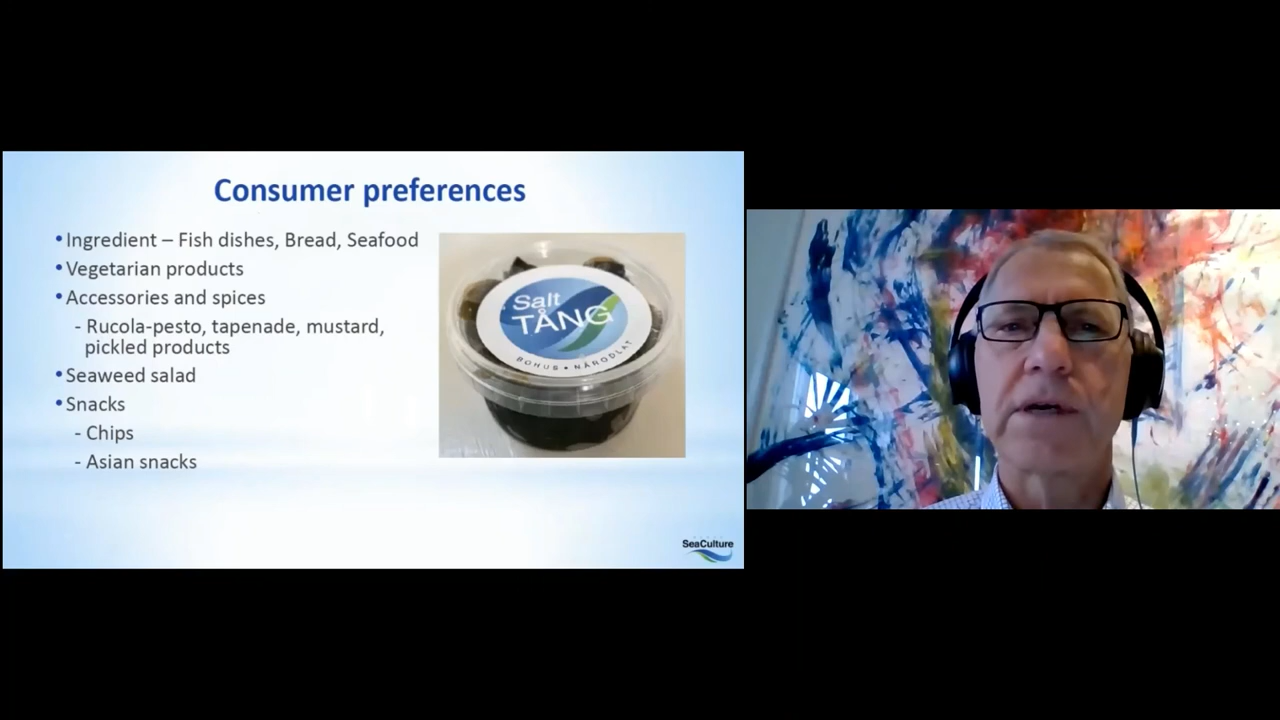 Consumer preferences
• Ingredient – Fish dishes, Bread, Seafood
• Vegetarian products
• Accessories and spices
- Rucola-pesto, tapenade, mustard,
pickled products
• Seaweed salad
• Snacks
- Chips
- Asian snacks
Salt
TÅNG
BOHUS • NÄRODLAT
SeaCulture